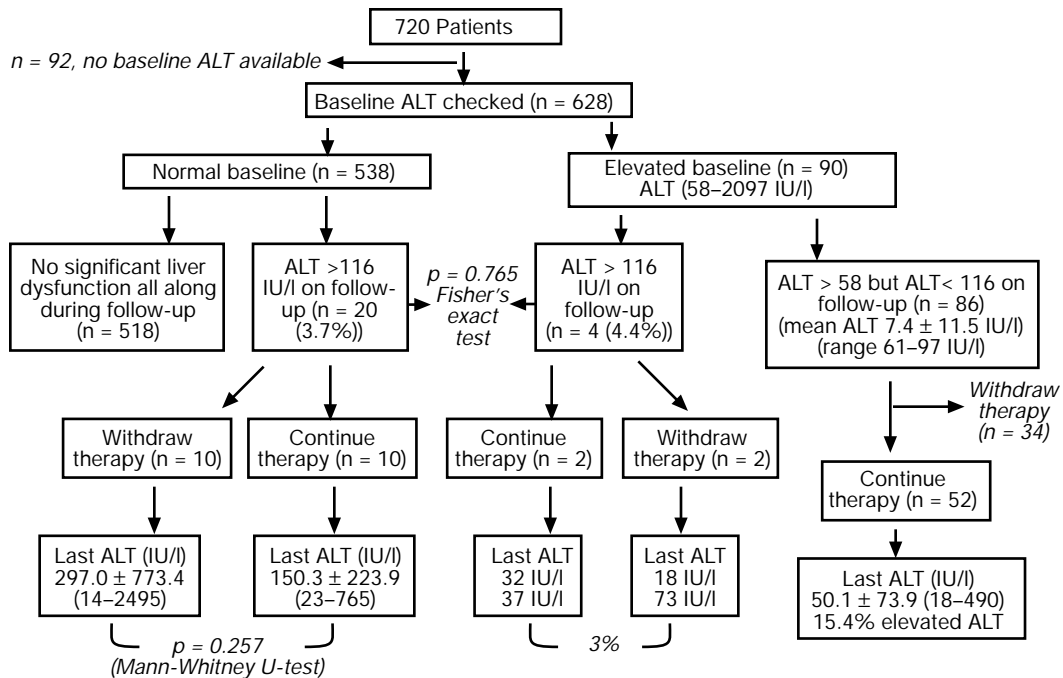 720 Patients
n = 92, no baseline ALT available
Baseline ALT checked (n = 628)
Normal baseline (n = 538)
Elevated baseline (n = 90)
ALT (58–2097 IU/l)
No significant liver
dysfunction all along
during follow-up
(n = 518)
ALT >116
IU/l on follow-
up (n = 20
(3.7%))
p = 0.765
Fisher's
exact
test
ALT > 116
IU/l on
follow-up
(n = 4 (4.4%))
ALT > 58 but ALT< 116 on
follow-up (n = 86)
(mean ALT 7.4 ± 11.5 IU/l)
(range 61–97 IU/l)
Withdraw
therapy
(n = 34)
Withdraw
therapy (n = 10)
Continue
therapy (n = 10)
Continue
therapy (n = 2)
Withdraw
therapy (n = 2)
Continue
therapy (n = 52)
Last ALT (IU/l)
297.0 ± 773.4
(14–2495)
Last ALT (IU/l)
150.3 ± 223.9
(23–765)
Last ALT
32 IU/l
37 IU/l
Last ALT
18 IU/l
73 IU/l
Last ALT (IU/l)
50.1 ± 73.9 (18–490)
15.4% elevated ALT
p = 0.257
(Mann-Whitney U-test)
3%